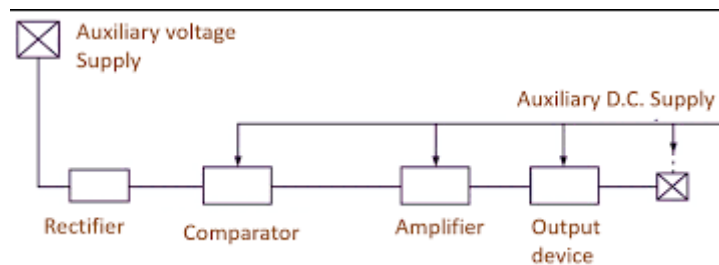 Auxiliary voltage
Supply
Auxiliary D.C. Supply
Rectifier
Comparator
Amplifier
Output
device